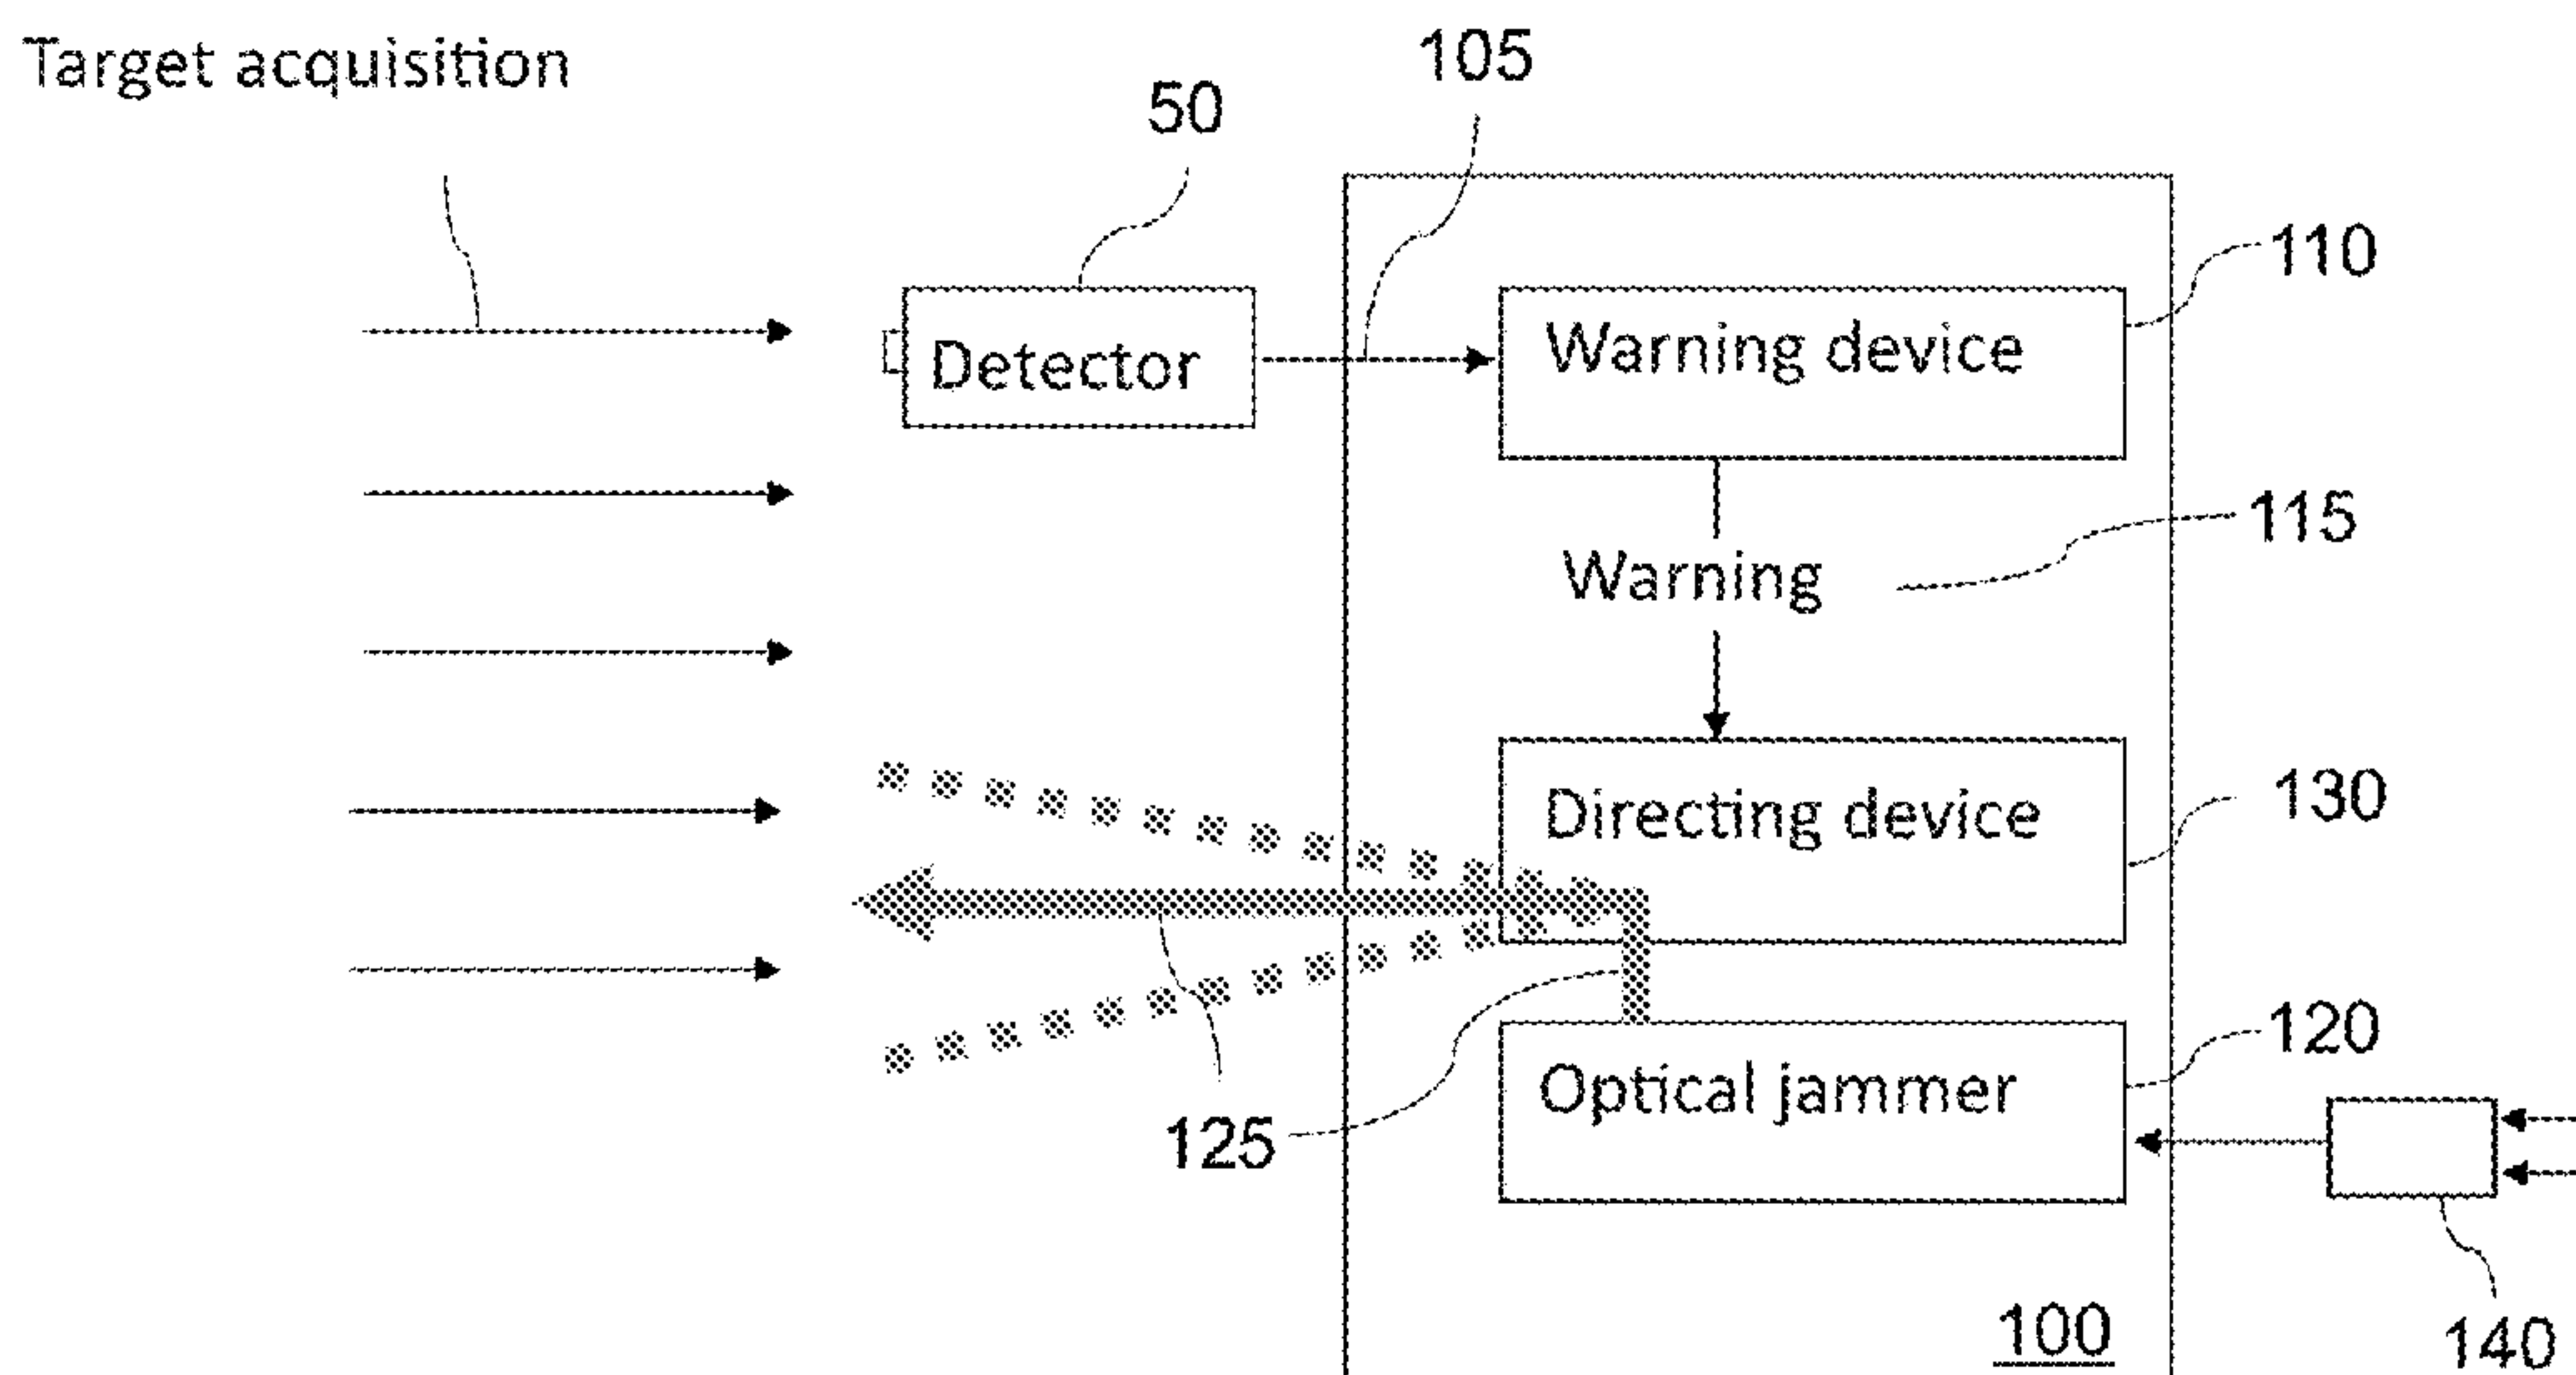 Target acquisition
105
50
110
Detector
Warning device
115
Warning
Directing device
130
120
Optical jammer
125
100
140